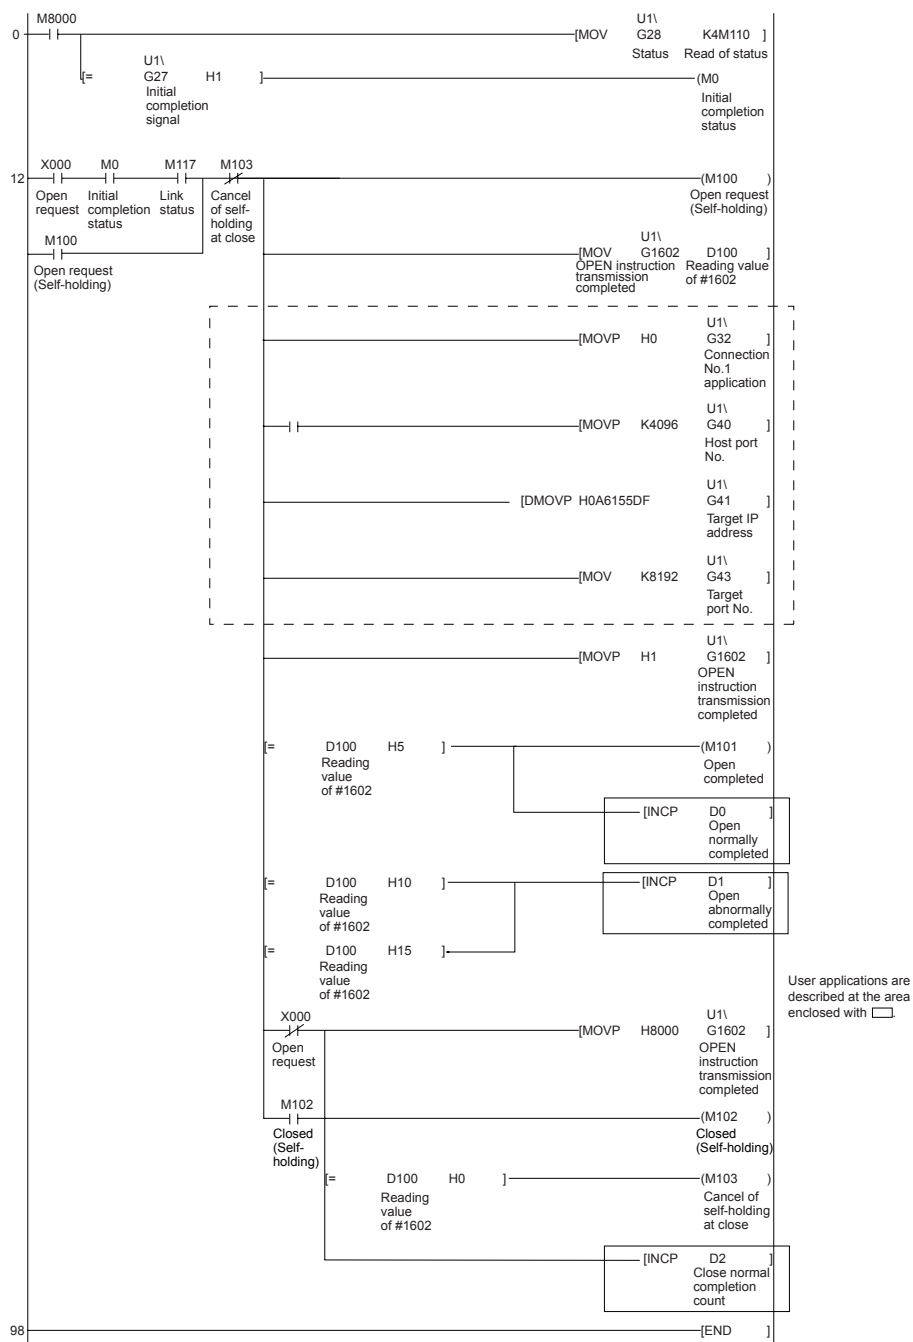 M8000
0
[MOV U1\ G28 K4M110 ]
Status Read of status
[= U1\ G27 H1 ]
(M0
Initial completion signal
Initial completion status
12
X000 M0 M117 M103
(M100 )
Open request
Initial completion status
Link status
Cancel of self-holding at close
Open request (Self-holding)
M100
Open request (Self-holding)
[MOV U1\ G1602 D100 ]
OPEN instruction transmission completed
Reading value of #1602
[MOVP H0 U1\ G32 ]
Connection No.1 application
[MOVP K4096 U1\ G40 ]
Host port No.
[DMOVP H0A6155DF U1\ G41 ]
Target IP address
[MOV K8192 U1\ G43 ]
Target port No.
[MOVP H1 U1\ G1602 ]
OPEN instruction transmission completed
[= D100 H5 ]
(M101 )
Reading value of #1602
Open completed
[INCP D0 ]
Open normally completed
[= D100 H10 ]
[INCP D1 ]
Reading value of #1602
Open abnormally completed
[= D100 H15 ]
Reading value of #1602
User applications are
described at the area
enclosed with .
X000
Open request
[MOVP H8000 U1\ G1602 ]
OPEN instruction transmission completed
M102
(M102 )
Closed (Self-holding)
Closed (Self-holding)
[= D100 H0 ]
(M103 )
Reading value of #1602
Cancel of self-holding at close
[INCP D2 ]
Close normal completion count
98
[END ]